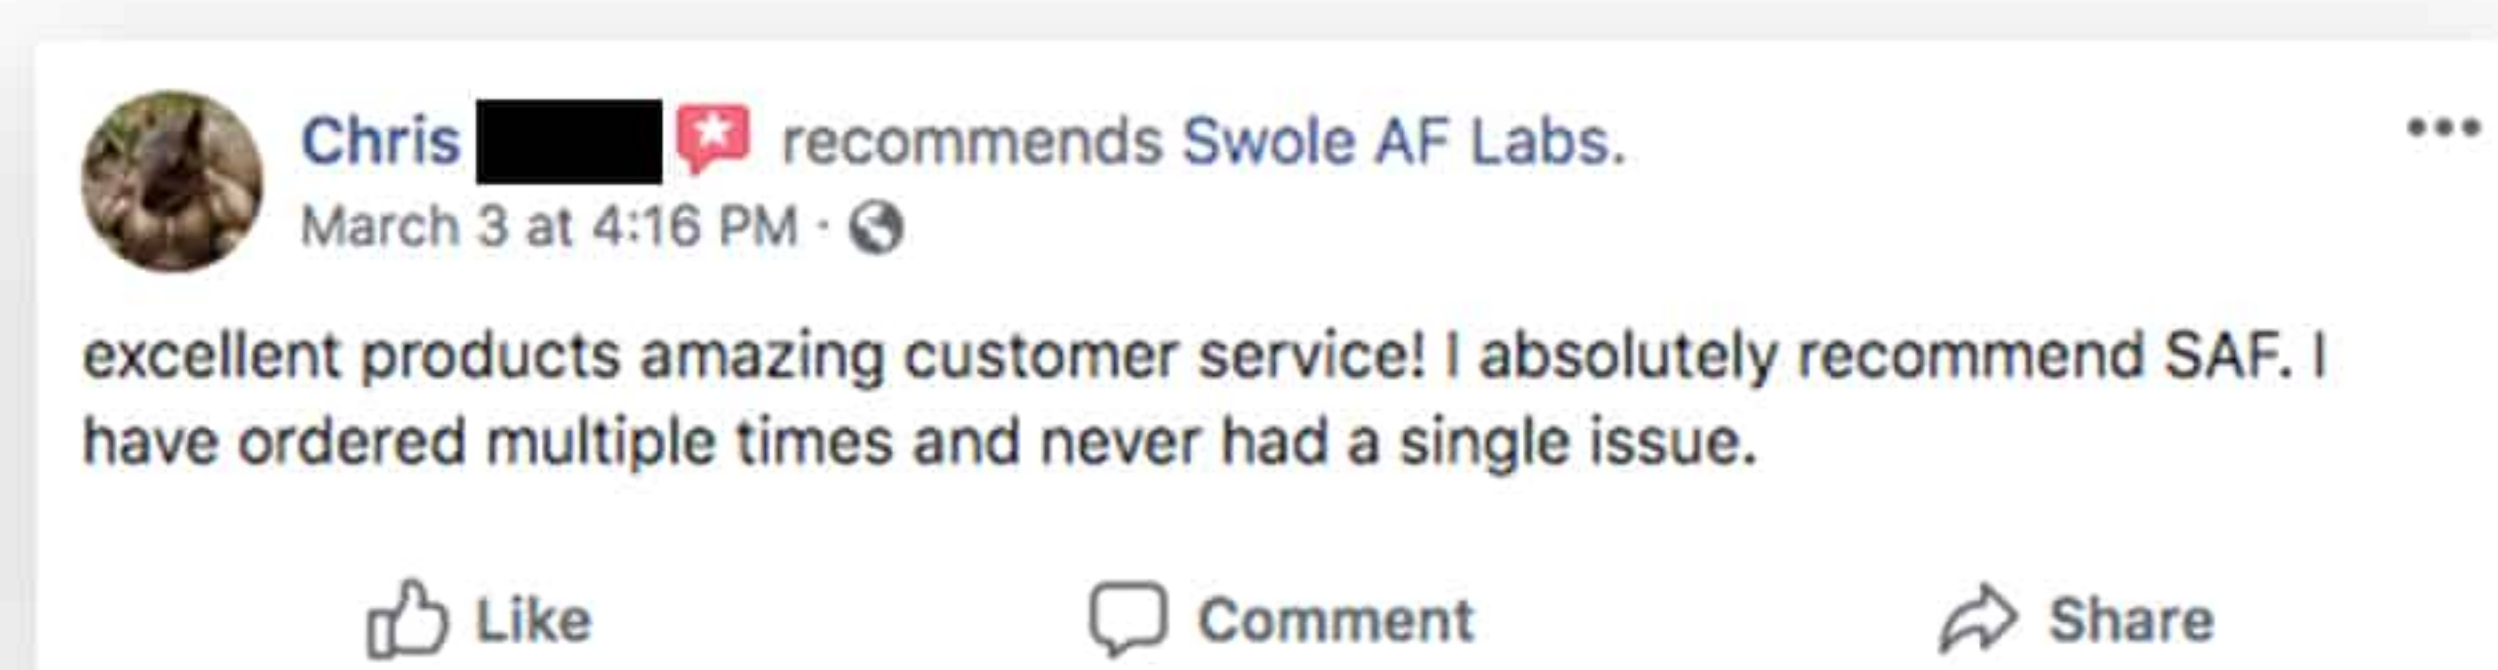 Chris recommends Swole AF Labs.
March 3 at 4:16 PM ·
excellent products amazing customer service! I absolutely recommend SAF. I
have ordered multiple times and never had a single issue.
Like Comment Share